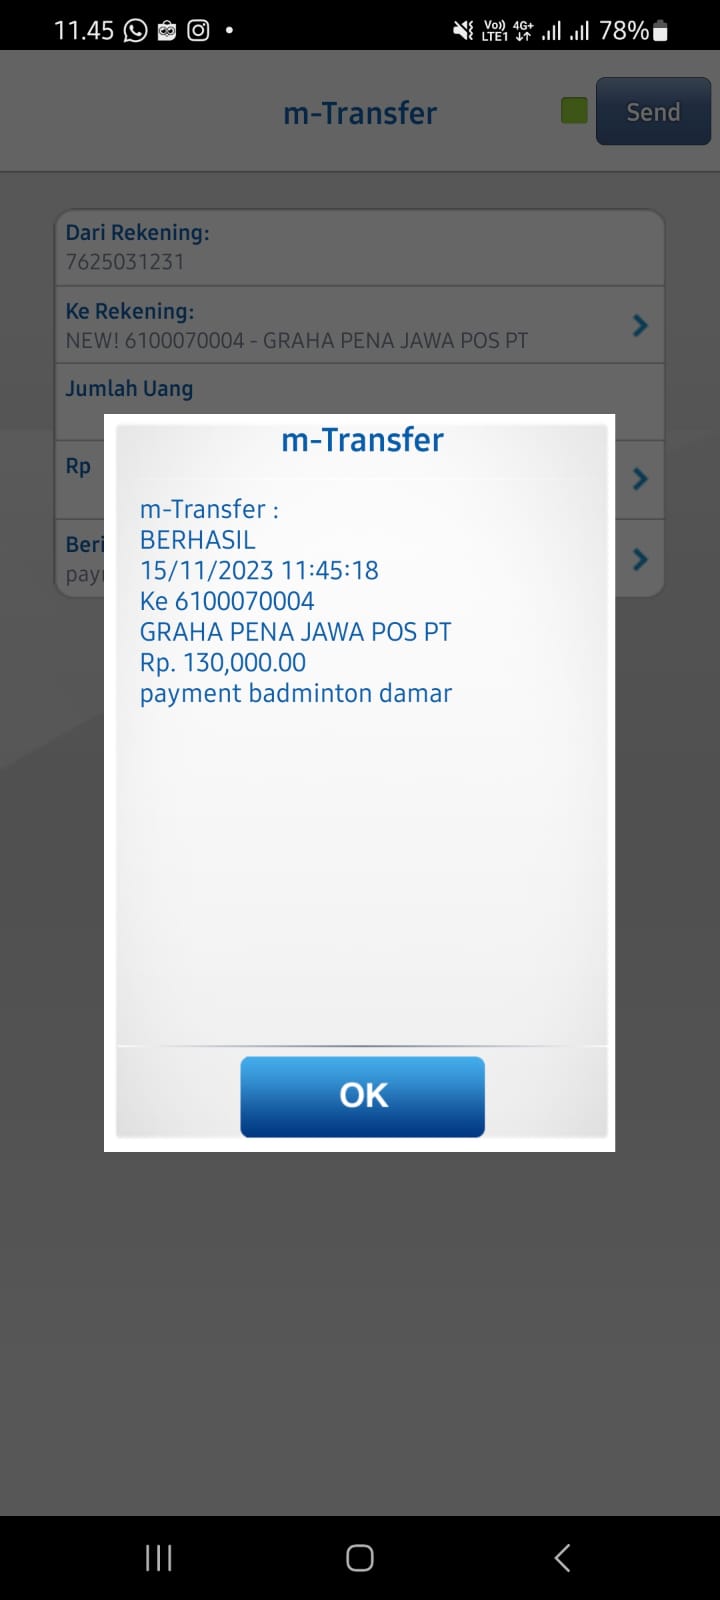 11.45
Vo)) LTE1 4G+ 78%
m-Transfer
Send
Dari Rekening:
7625031231
Ke Rekening:
NEW! 6100070004 - GRAHA PENA JAWA POS PT
Jumlah Uang
Rp
Beri
m-Transfer
m-Transfer :
BERHASIL
15/11/2023 11:45:18
Ke 6100070004
GRAHA PENA JAWA POS PT
Rp. 130,000.00
payment badminton damar
OK